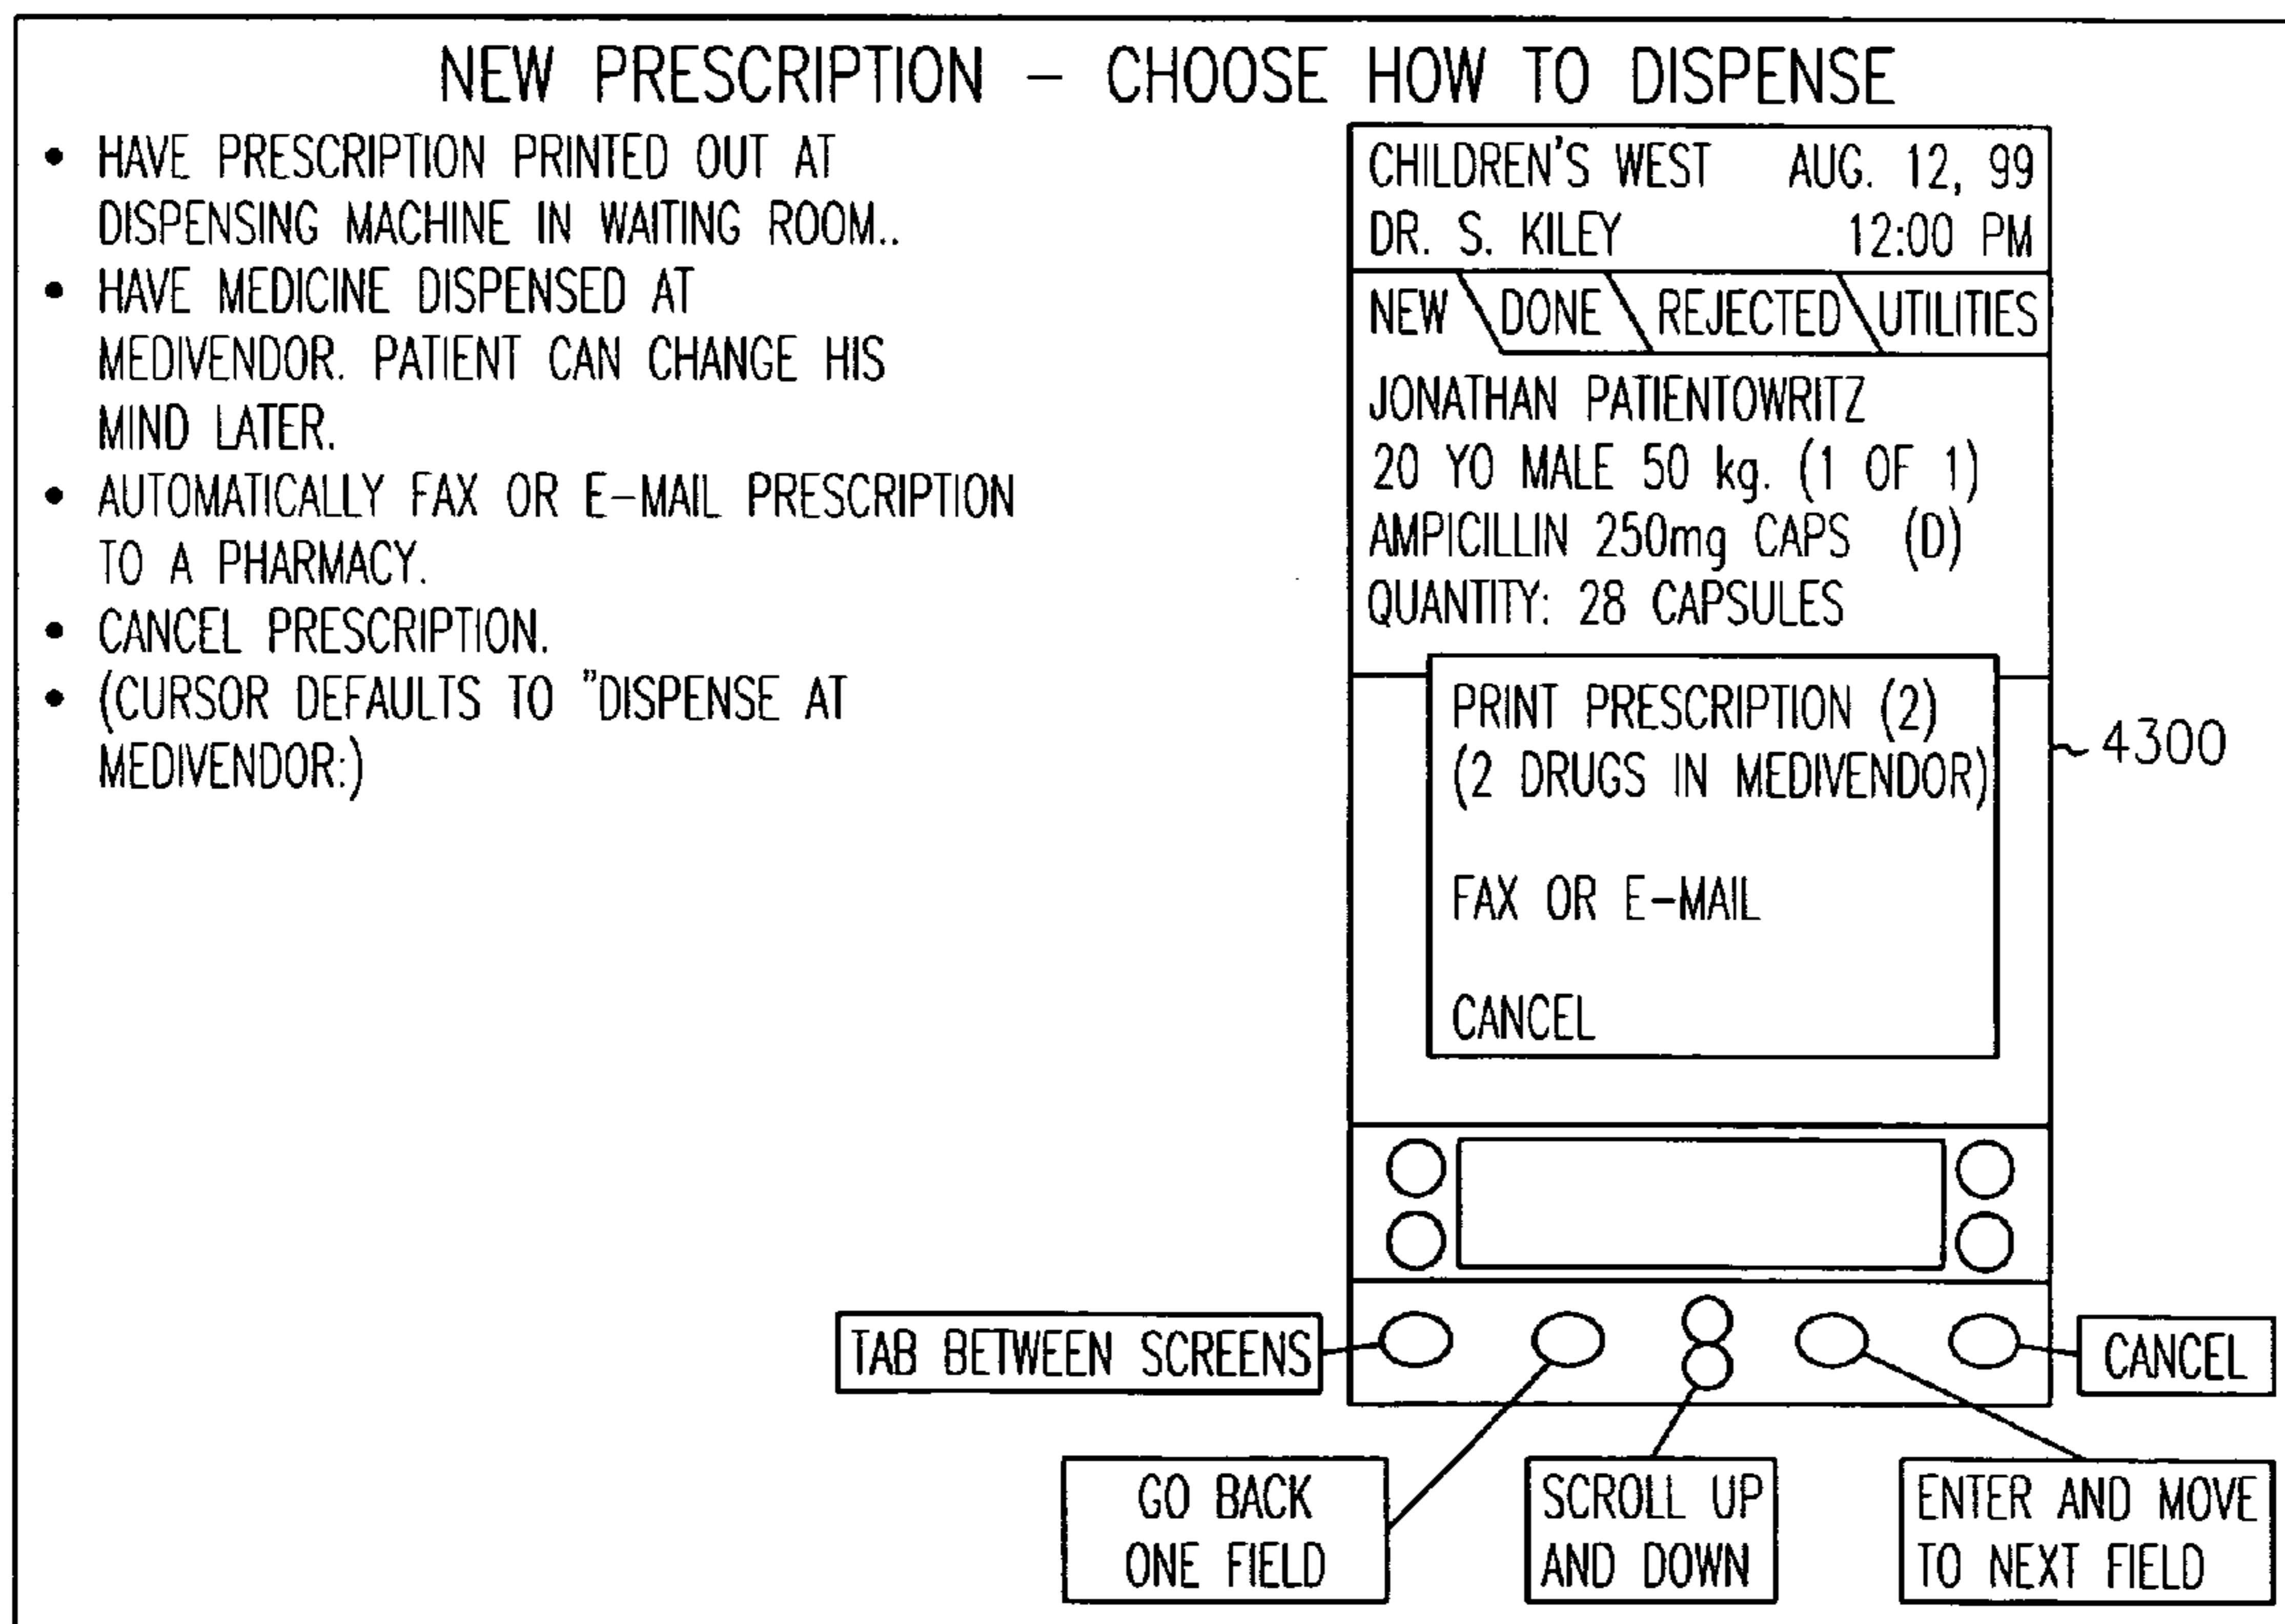 NEW PRESCRIPTION – CHOOSE HOW TO DISPENSE
• HAVE PRESCRIPTION PRINTED OUT AT
DISPENSING MACHINE IN WAITING ROOM..
• HAVE MEDICINE DISPENSED AT
MEDIVENDOR. PATIENT CAN CHANGE HIS
MIND LATER.
• AUTOMATICALLY FAX OR E-MAIL PRESCRIPTION
TO A PHARMACY.
• CANCEL PRESCRIPTION.
• (CURSOR DEFAULTS TO "DISPENSE AT
MEDIVENDOR:)
CHILDREN'S WEST AUG. 12, 99
DR. S. KILEY 12:00 PM
NEW DONE REJECTED UTILITIES
JONATHAN PATIENTOWRITZ
20 YO MALE 50 kg. (1 OF 1)
AMPICILLIN 250mg CAPS (D)
QUANTITY: 28 CAPSULES
PRINT PRESCRIPTION (2)
(2 DRUGS IN MEDIVENDOR)
FAX OR E-MAIL
CANCEL
4300
TAB BETWEEN SCREENS
CANCEL
GO BACK
ONE FIELD
SCROLL UP
AND DOWN
ENTER AND MOVE
TO NEXT FIELD